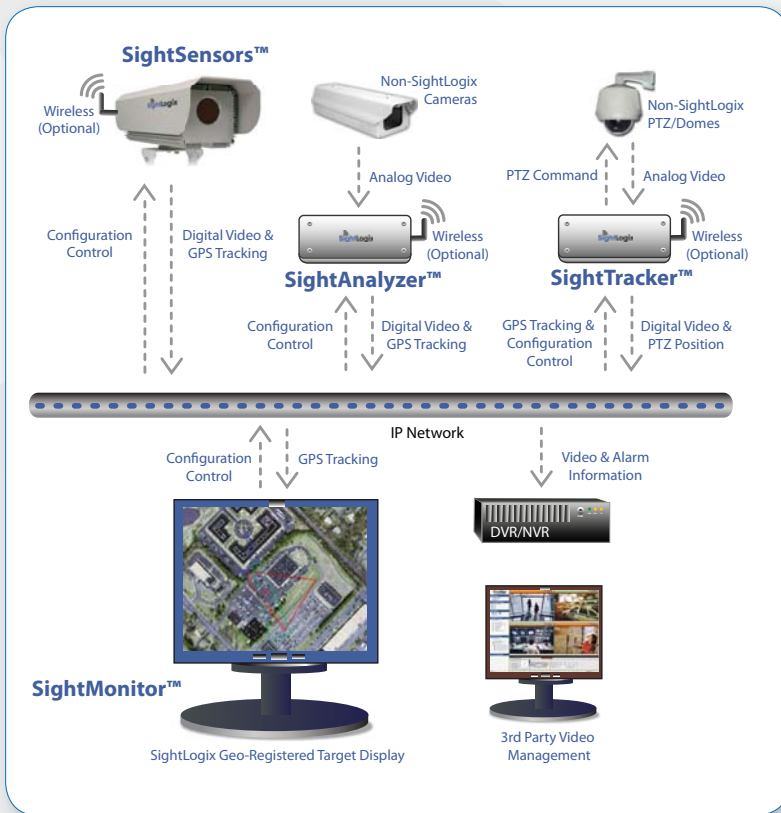 SightSensors™
Wireless
(Optional)
SightLogix
Non-SightLogix
Cameras
Non-SightLogix
PTZ/Domes
Analog Video
PTZ Command
Analog Video
Configuration
Control
Digital Video &
GPS Tracking
SightLogix
Wireless
(Optional)
SightAnalyzer™
SightLogix
Wireless
(Optional)
SightTracker™
Configuration
Control
Digital Video &
GPS Tracking
GPS Tracking &
Configuration
Control
Digital Video &
PTZ Position
IP Network
Configuration
Control
GPS Tracking
Video & Alarm
Information
DVR/NVR
SightMonitor™
SightLogix Geo-Registered Target Display
3rd Party Video
Management